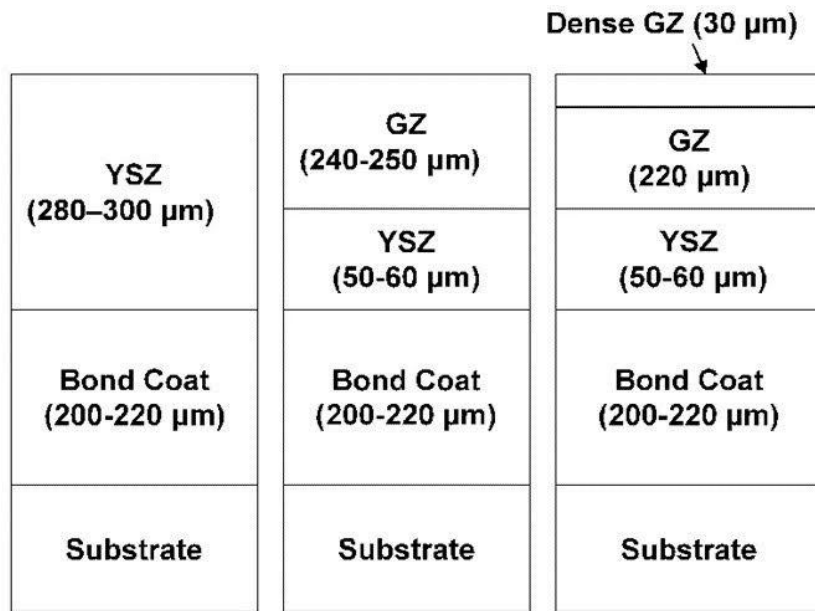 Dense GZ (30 µm)
YSZ
(280–300 µm)
Bond Coat
(200-220 µm)
Substrate
GZ
(240-250 µm)
YSZ
(50-60 µm)
Bond Coat
(200-220 µm)
Substrate
GZ
(220 µm)
YSZ
(50-60 µm)
Bond Coat
(200-220 µm)
Substrate